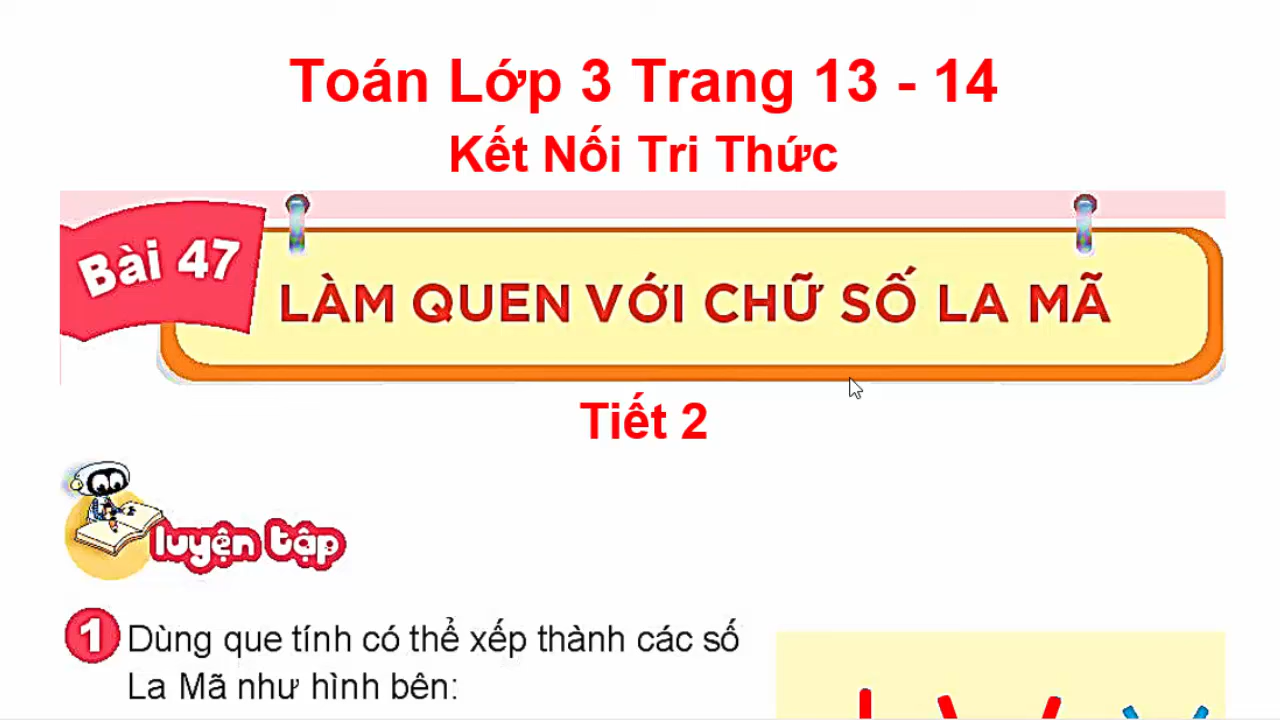 Toán Lớp 3 Trang 13 - 14
Kết Nối Tri Thức
Bài 47
LÀM QUEN VỚI CHỮ SỐ LA MÃ
Tiết 2
luyện tập
1 Dùng que tính có thể xếp thành các số
La Mã như hình bên: